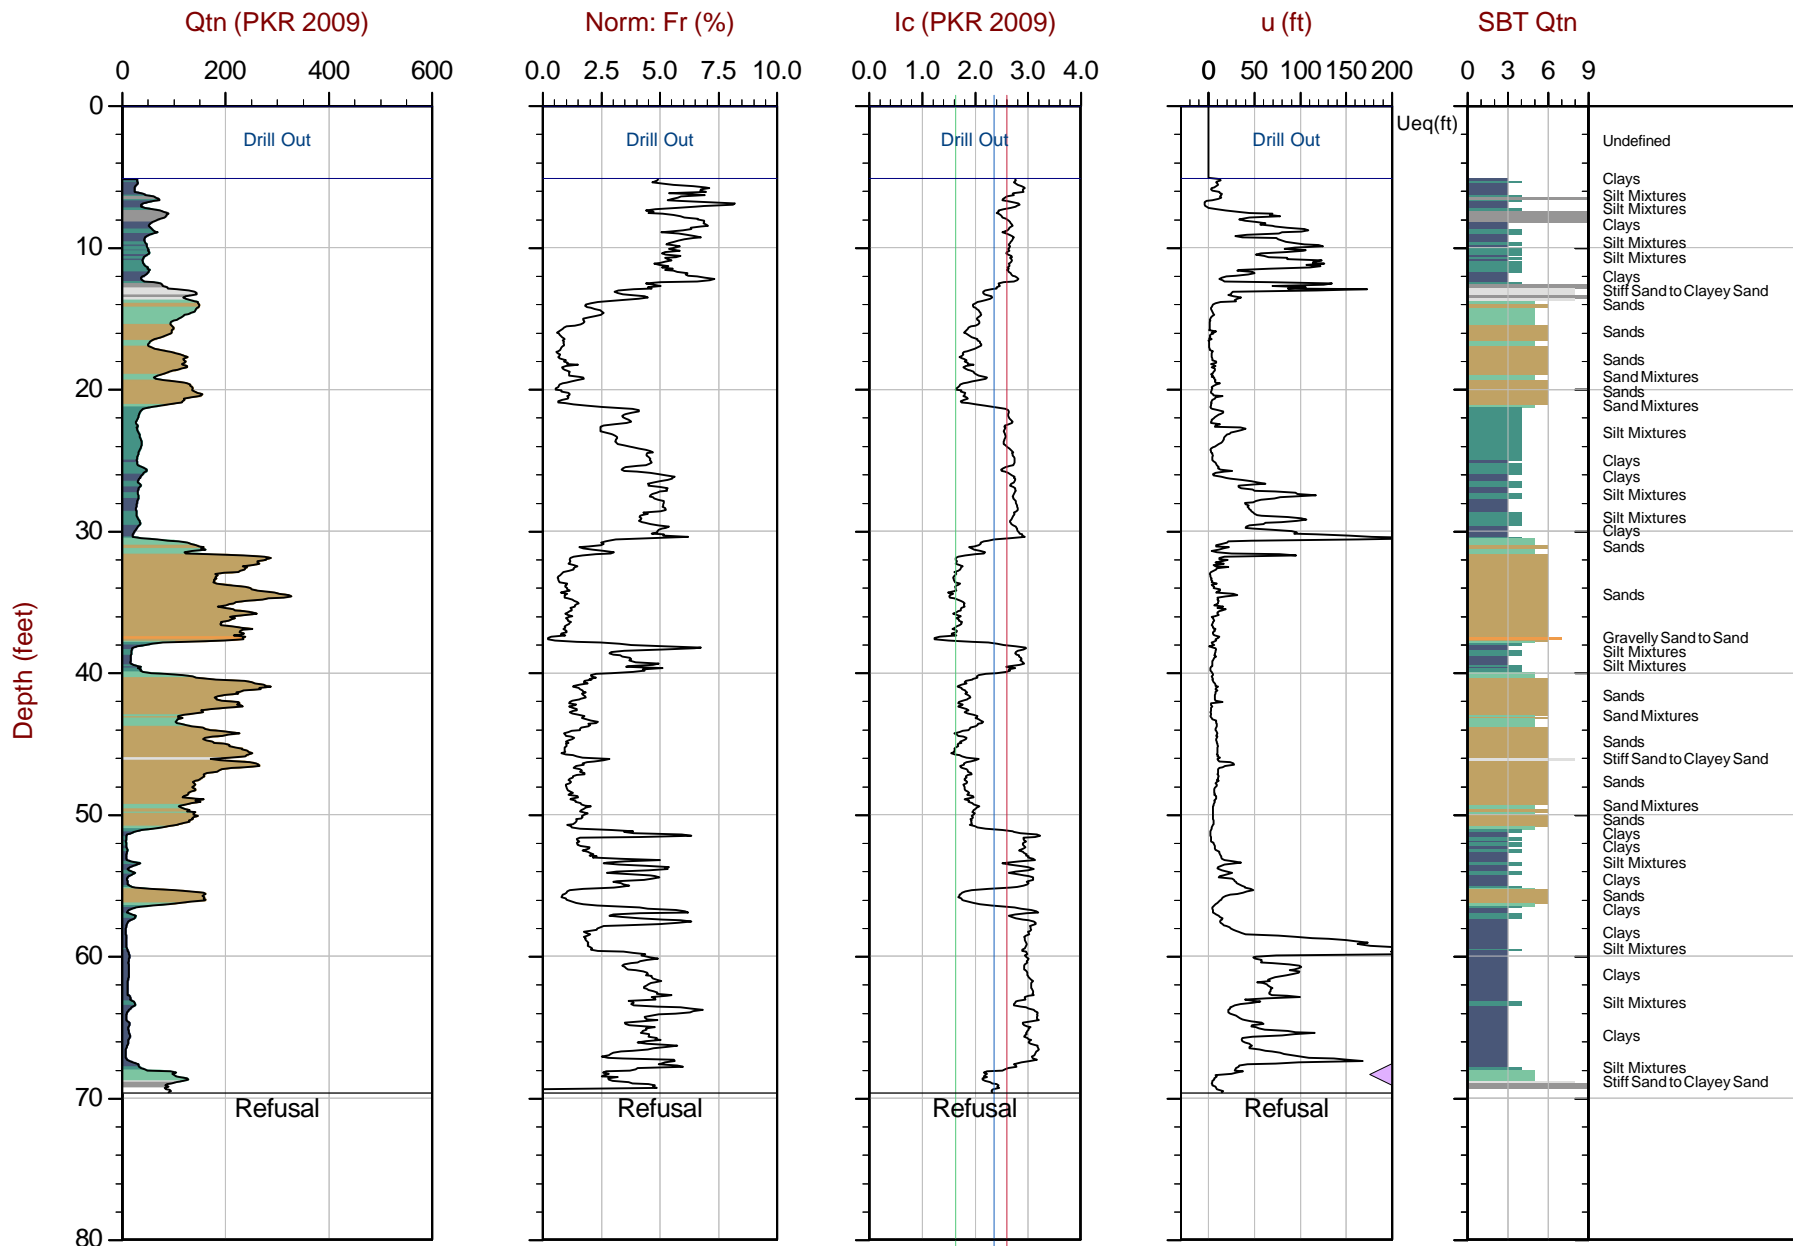 Qtn (PKR 2009) Norm: Fr (%) Ic (PKR 2009) u (ft) SBT Qtn
0 200 400 600 0.0 2.5 5.0 7.5 10.0 0.0 1.0 2.0 3.0 4.0 0 50 100 150 200 0 3 6 9
0
Ueq(ft)
Drill Out Drill Out Drill Out Drill Out Undefined
Clays
Silt Mixtures
Silt Mixtures
Clays
10 Silt Mixtures
Silt Mixtures
Clays
Stiff Sand to Clayey Sand
Sands
Sands
Sands
Sand Mixtures
20 Sands
Sand Mixtures
Silt Mixtures
Clays
Clays
Silt Mixtures
Silt Mixtures
30 Clays
Sands
Sands
Gravelly Sand to Sand
Silt Mixtures
Silt Mixtures
Depth (feet)
40
Sands
Sand Mixtures
Sands
Stiff Sand to Clayey Sand
Sands
Sand Mixtures
50 Sands
Clays
Clays
Silt Mixtures
Clays
Sands
Clays
Clays
Silt Mixtures
60
Clays
Silt Mixtures
Clays
Silt Mixtures
Stiff Sand to Clayey Sand
70 Refusal Refusal Refusal Refusal
80